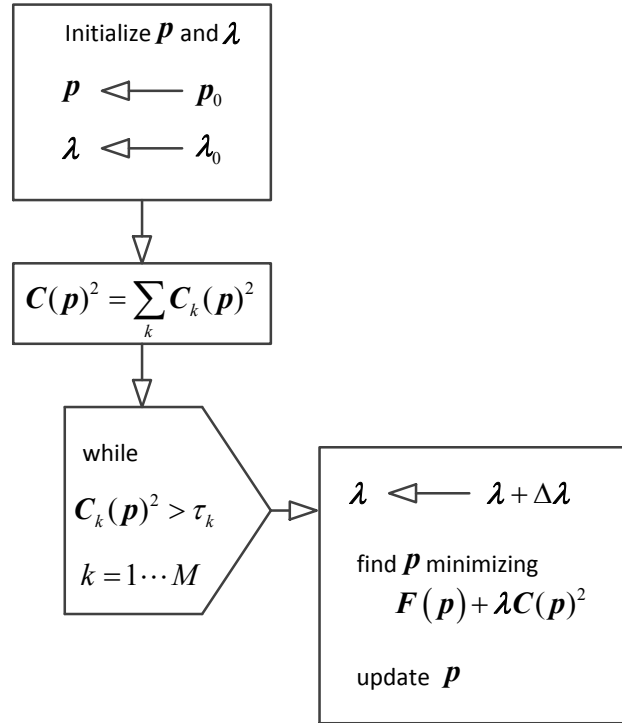 Initialize p and λ
p ← p₀
λ ← λ₀
C(p)² = ∑ₖ Cₖ(p)²
while
Cₖ(p)² > τₖ
k = 1⋯M
λ ← λ + Δλ
find p minimizing
F(p) + λC(p)²
update p